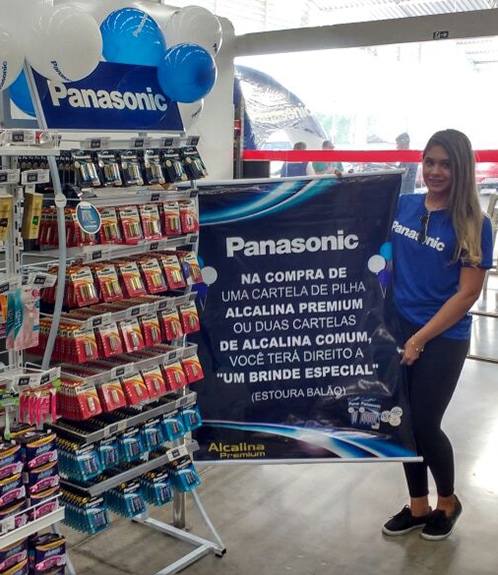 Panasonic
Panasonic
Panasonic
Panasonic
NA COMPRA DE
UMA CARTELA DE PILHA
ALCALINA PREMIUM
OU DUAS CARTELAS
DE ALCALINA COMUM,
VOCÊ TERÁ DIREITO A
"UM BRINDE ESPECIAL"
(ESTOURA BALÃO)
Alcalina
Premium